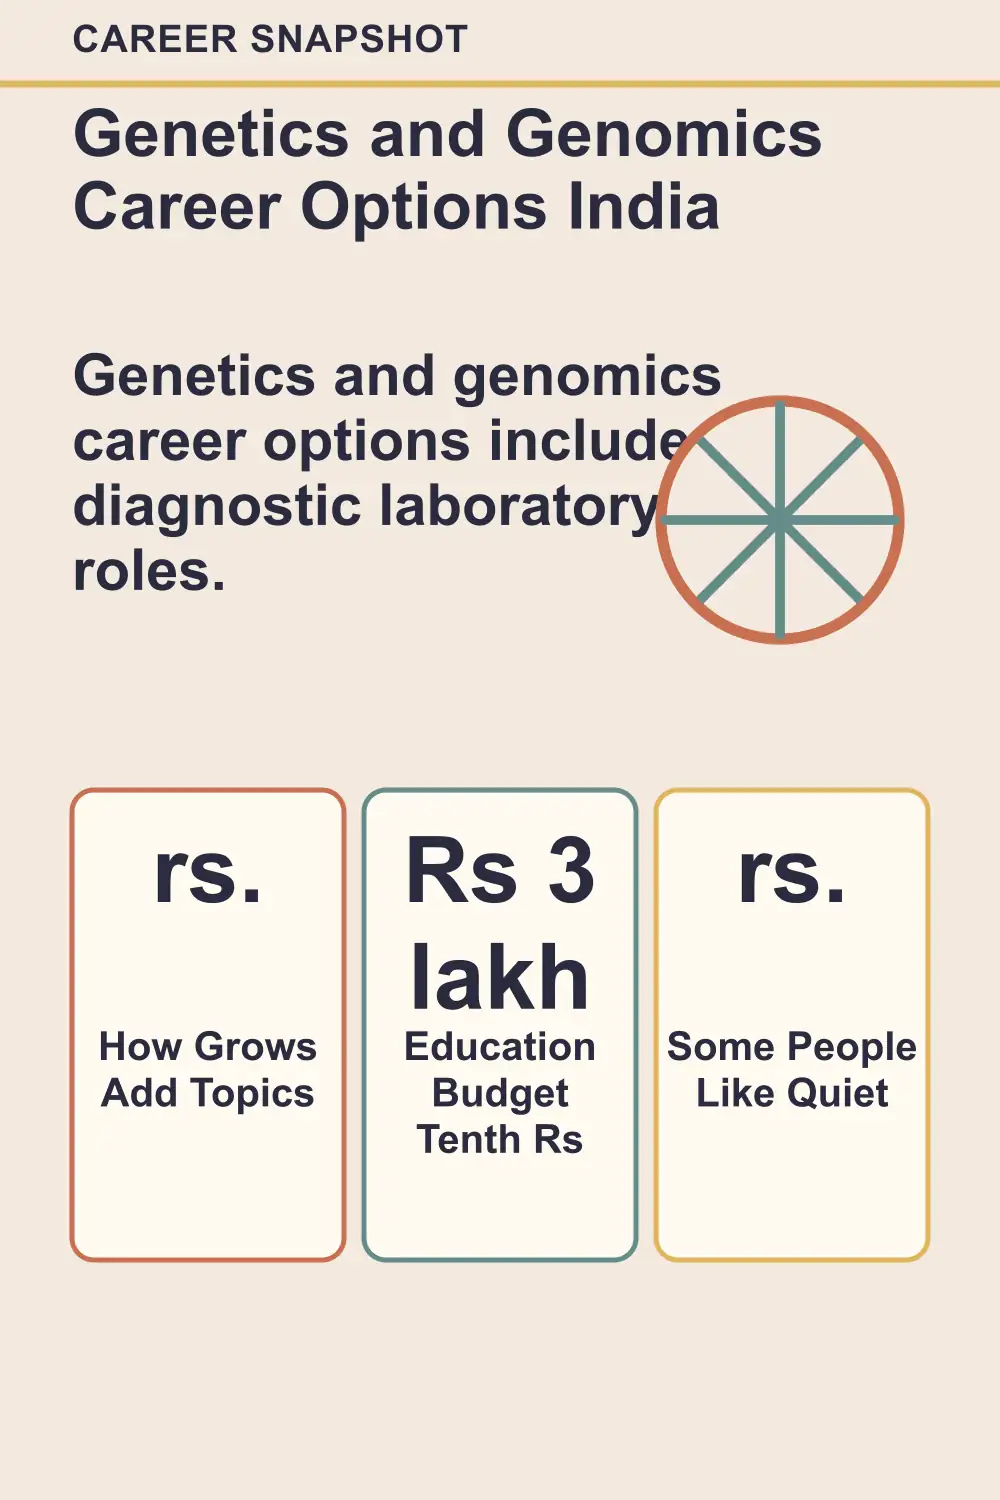 CAREER SNAPSHOT
Genetics and Genomics
Career Options India
Genetics and genomics
career options include
diagnostic laboratory
roles.
rs.
How Grows
Add Topics
Rs 3
lakh
Education
Budget
Tenth Rs
rs.
Some People
Like Quiet